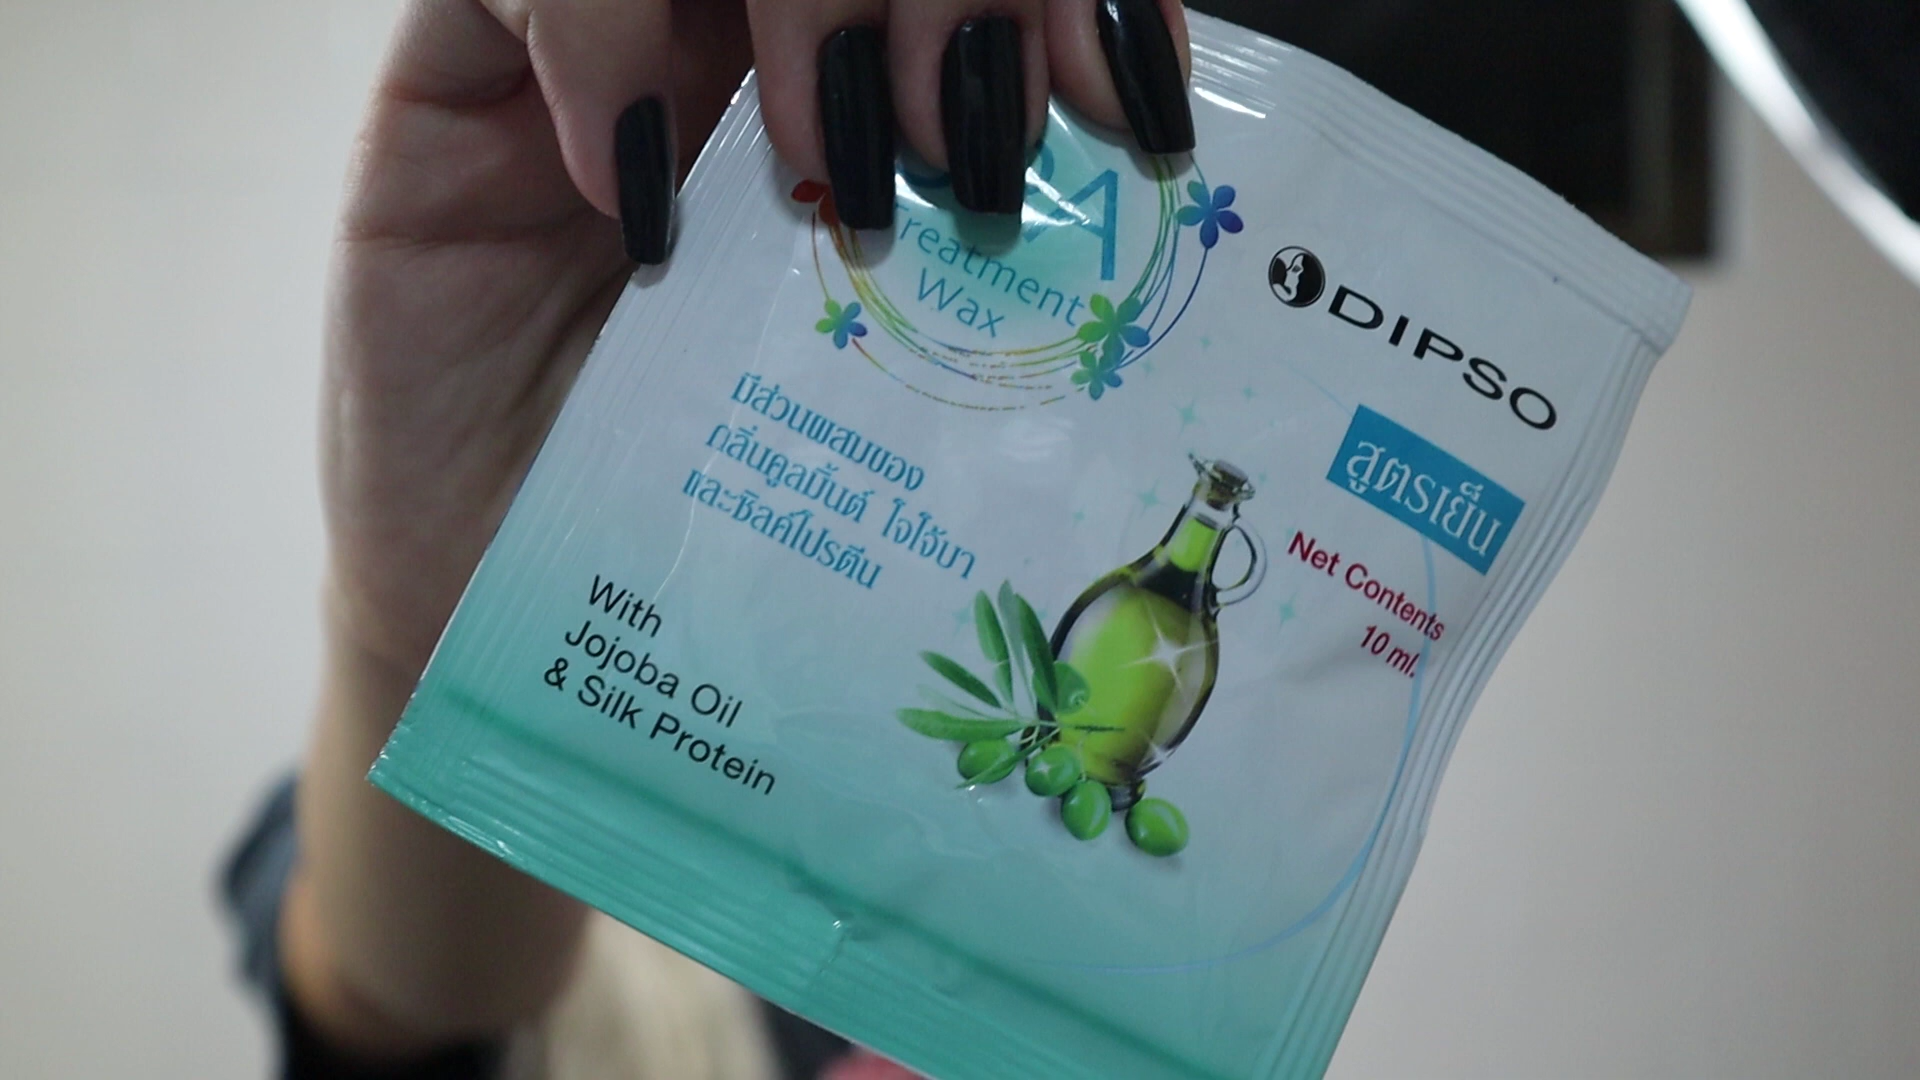 SPA
Treatment
Wax
DIPSO
สูตรเย็น
มีส่วนผสมของ
กลิ่นคูลมิ้นต์ โจโจ้บา
และซิลค์โปรตีน
Net Contents
10 ml.
With
Jojoba Oil
& Silk Protein